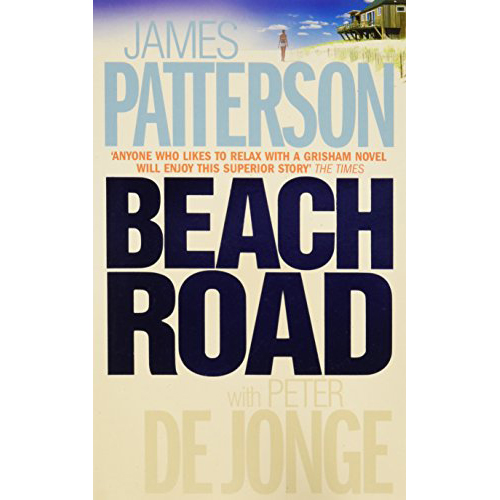 JAMES
PATTERSON
'ANYONE WHO LIKES TO RELAX WITH A GRISHAM NOVEL
WILL ENJOY THIS SUPERIOR STORY' THE TIMES
BEACH
ROAD
with PETER
DE JONGE